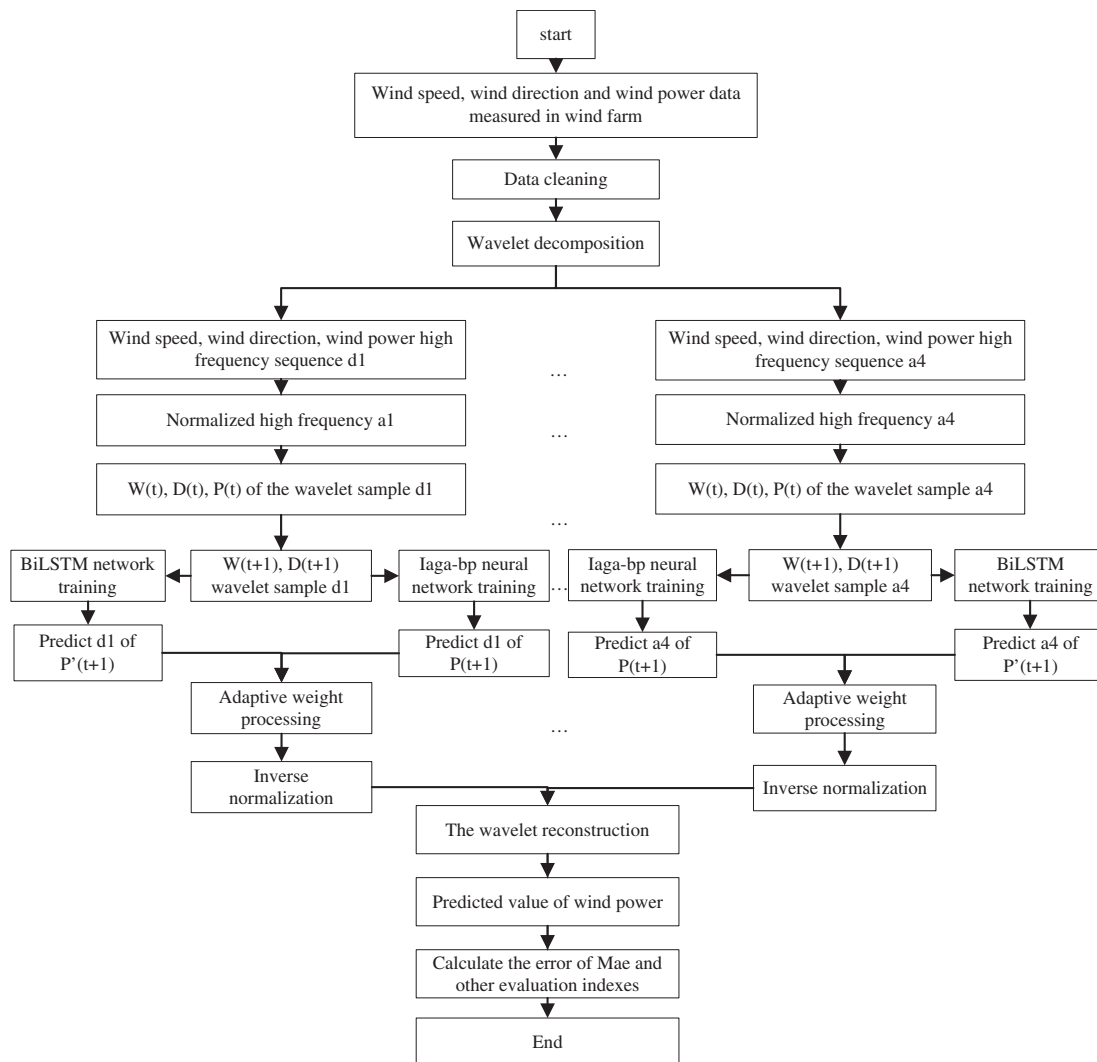 start
Wind speed, wind direction and wind power data
measured in wind farm
Data cleaning
Wavelet decomposition
Wind speed, wind direction, wind power high
frequency sequence d1
...
Wind speed, wind direction, wind power high
frequency sequence a4
Normalized high frequency a1
...
Normalized high frequency a4
W(t), D(t), P(t) of the wavelet sample d1
...
W(t), D(t), P(t) of the wavelet sample a4
BiLSTM network
training
W(t+1), D(t+1)
wavelet sample d1
Iaga-bp neural
network training
...
Iaga-bp neural
network training
W(t+1), D(t+1)
wavelet sample a4
BiLSTM
network training
Predict d1 of
P’(t+1)
Predict d1 of
P(t+1)
Predict a4 of
P(t+1)
Predict a4 of
P’(t+1)
Adaptive weight
processing
...
Adaptive weight
processing
Inverse
normalization
Inverse normalization
The wavelet reconstruction
Predicted value of wind power
Calculate the error of Mae and
other evaluation indexes
End